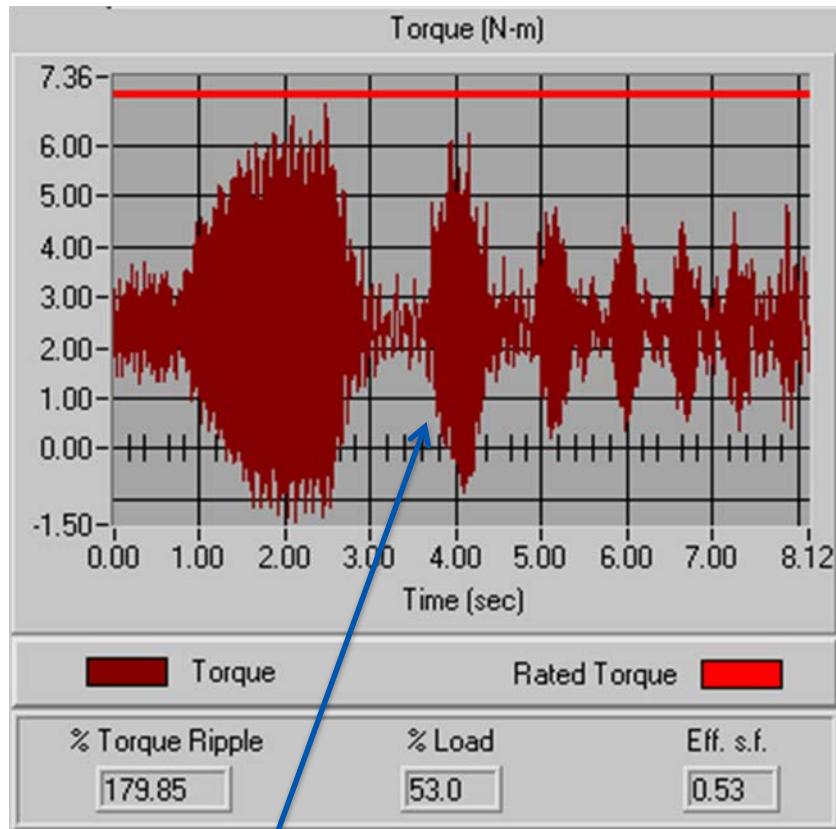 Torque (N-m)
7.36
6.00
5.00
4.00
3.00
2.00
1.00
0.00
-1.50
0.00 1.00 2.00 3.00 4.00 5.00 6.00 7.00 8.12
Time (sec)
Torque Rated Torque
% Torque Ripple % Load Eff. s.f.
179.85 53.0 0.53